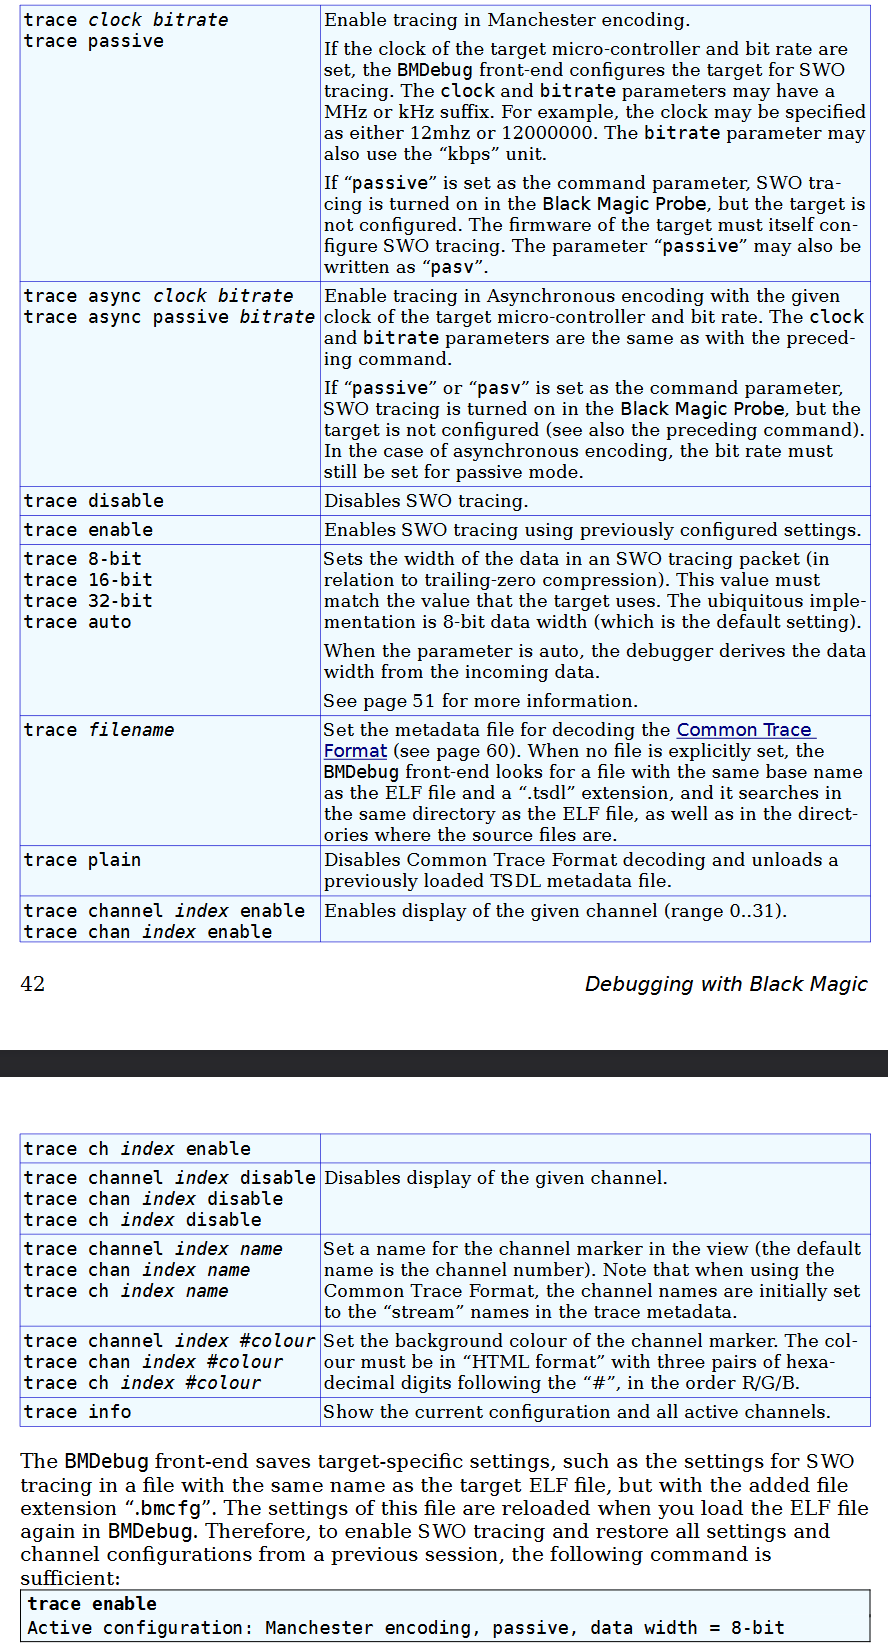 trace clock bitrate
trace passive
Enable tracing in Manchester encoding.
If the clock of the target micro-controller and bit rate are
set, the BMDebug front-end configures the target for SWO
tracing. The clock and bitrate parameters may have a
MHz or kHz suffix. For example, the clock may be specified
as either 12mhz or 12000000. The bitrate parameter may
also use the “kbps” unit.
If “passive” is set as the command parameter, SWO tra-
cing is turned on in the Black Magic Probe, but the target is
not configured. The firmware of the target must itself con-
figure SWO tracing. The parameter “passive” may also be
written as “pasv”.
trace async clock bitrate
trace async passive bitrate
Enable tracing in Asynchronous encoding with the given
clock of the target micro-controller and bit rate. The clock
and bitrate parameters are the same as with the preced-
ing command.
If “passive” or “pasv” is set as the command parameter,
SWO tracing is turned on in the Black Magic Probe, but the
target is not configured (see also the preceding command).
In the case of asynchronous encoding, the bit rate must
still be set for passive mode.
trace disable
Disables SWO tracing.
trace enable
Enables SWO tracing using previously configured settings.
trace 8-bit
trace 16-bit
trace 32-bit
trace auto
Sets the width of the data in an SWO tracing packet (in
relation to trailing-zero compression). This value must
match the value that the target uses. The ubiquitous imple-
mentation is 8-bit data width (which is the default setting).
When the parameter is auto, the debugger derives the data
width from the incoming data.
See page 51 for more information.
trace filename
Set the metadata file for decoding the Common Trace
Format (see page 60). When no file is explicitly set, the
BMDebug front-end looks for a file with the same base name
as the ELF file and a “.tsdl” extension, and it searches in
the same directory as the ELF file, as well as in the direct-
ories where the source files are.
trace plain
Disables Common Trace Format decoding and unloads a
previously loaded TSDL metadata file.
trace channel index enable
trace chan index enable
Enables display of the given channel (range 0..31).
42
Debugging with Black Magic
trace ch index enable
trace channel index disable
trace chan index disable
trace ch index disable
Disables display of the given channel.
trace channel index name
trace chan index name
trace ch index name
Set a name for the channel marker in the view (the default
name is the channel number). Note that when using the
Common Trace Format, the channel names are initially set
to the “stream” names in the trace metadata.
trace channel index #colour
trace chan index #colour
trace ch index #colour
Set the background colour of the channel marker. The col-
our must be in “HTML format” with three pairs of hexa-
decimal digits following the “#”, in the order R/G/B.
trace info
Show the current configuration and all active channels.
The BMDebug front-end saves target-specific settings, such as the settings for SWO
tracing in a file with the same name as the target ELF file, but with the added file
extension “.bmcfg”. The settings of this file are reloaded when you load the ELF file
again in BMDebug. Therefore, to enable SWO tracing and restore all settings and
channel configurations from a previous session, the following command is
sufficient:
trace enable
Active configuration: Manchester encoding, passive, data width = 8-bit